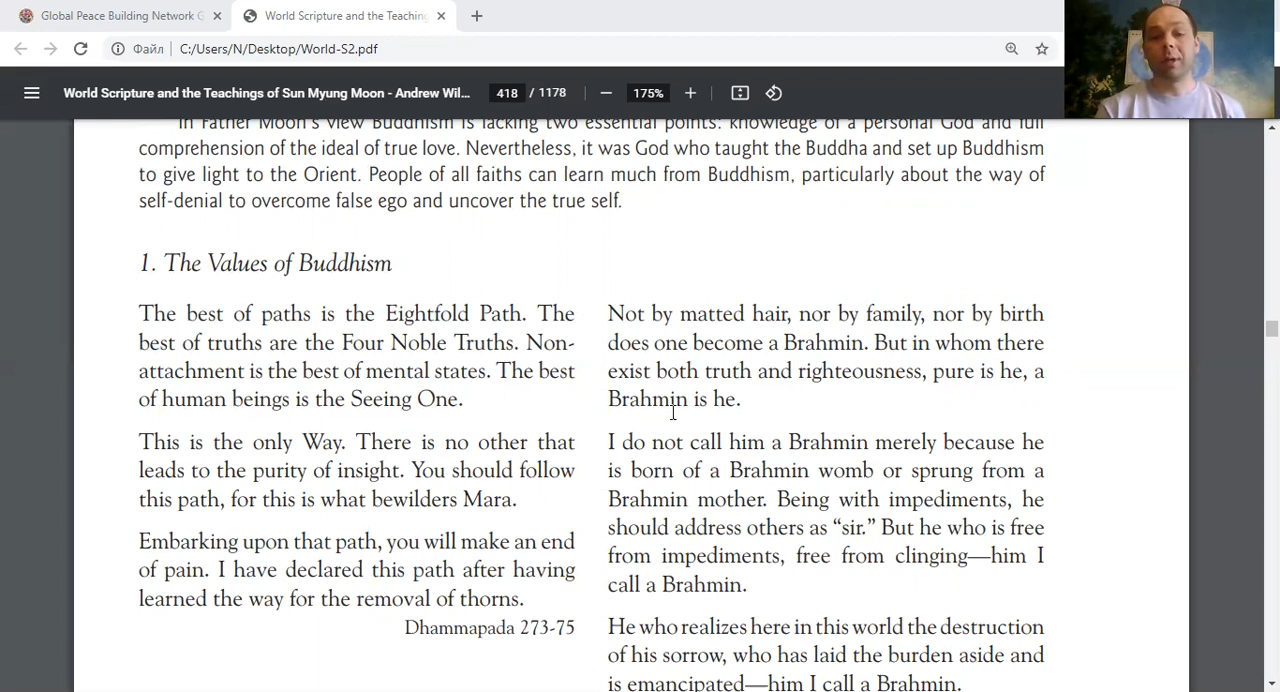 Global Peace Building Network G
World Scripture and the Teaching
Файл
C:/Users/N/Desktop/World-S2.pdf
World Scripture and the Teachings of Sun Myung Moon - Andrew Wil...
418 / 1178
175%
In Father Moon's view Buddhism is lacking two essential points: knowledge of a personal God and full
comprehension of the ideal of true love. Nevertheless, it was God who taught the Buddha and set up Buddhism
to give light to the Orient. People of all faiths can learn much from Buddhism, particularly about the way of
self-denial to overcome false ego and uncover the true self.
1. The Values of Buddhism
The best of paths is the Eightfold Path. The
best of truths are the Four Noble Truths. Non-
attachment is the best of mental states. The best
of human beings is the Seeing One.
This is the only Way. There is no other that
leads to the purity of insight. You should follow
this path, for this is what bewilders Mara.
Embarking upon that path, you will make an end
of pain. I have declared this path after having
learned the way for the removal of thorns.
Dhammapada 273-75
Not by matted hair, nor by family, nor by birth
does one become a Brahmin. But in whom there
exist both truth and righteousness, pure is he, a
Brahmin is he.
I do not call him a Brahmin merely because he
is born of a Brahmin womb or sprung from a
Brahmin mother. Being with impediments, he
should address others as “sir.” But he who is free
from impediments, free from clinging—him I
call a Brahmin.
He who realizes here in this world the destruction
of his sorrow, who has laid the burden aside and
is emancipated—him I call a Brahmin.